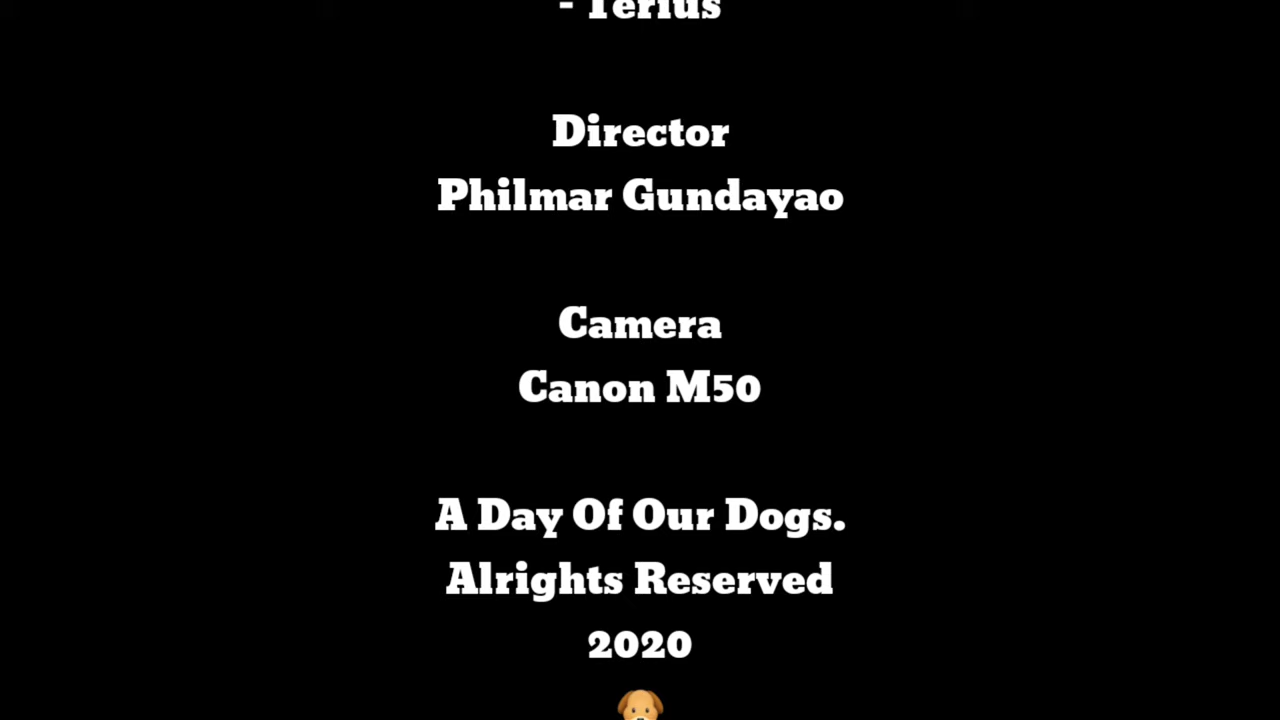 - Terius
Director
Philmar Gundayao
Camera
Canon M50
A Day Of Our Dogs.
Alrights Reserved
2020